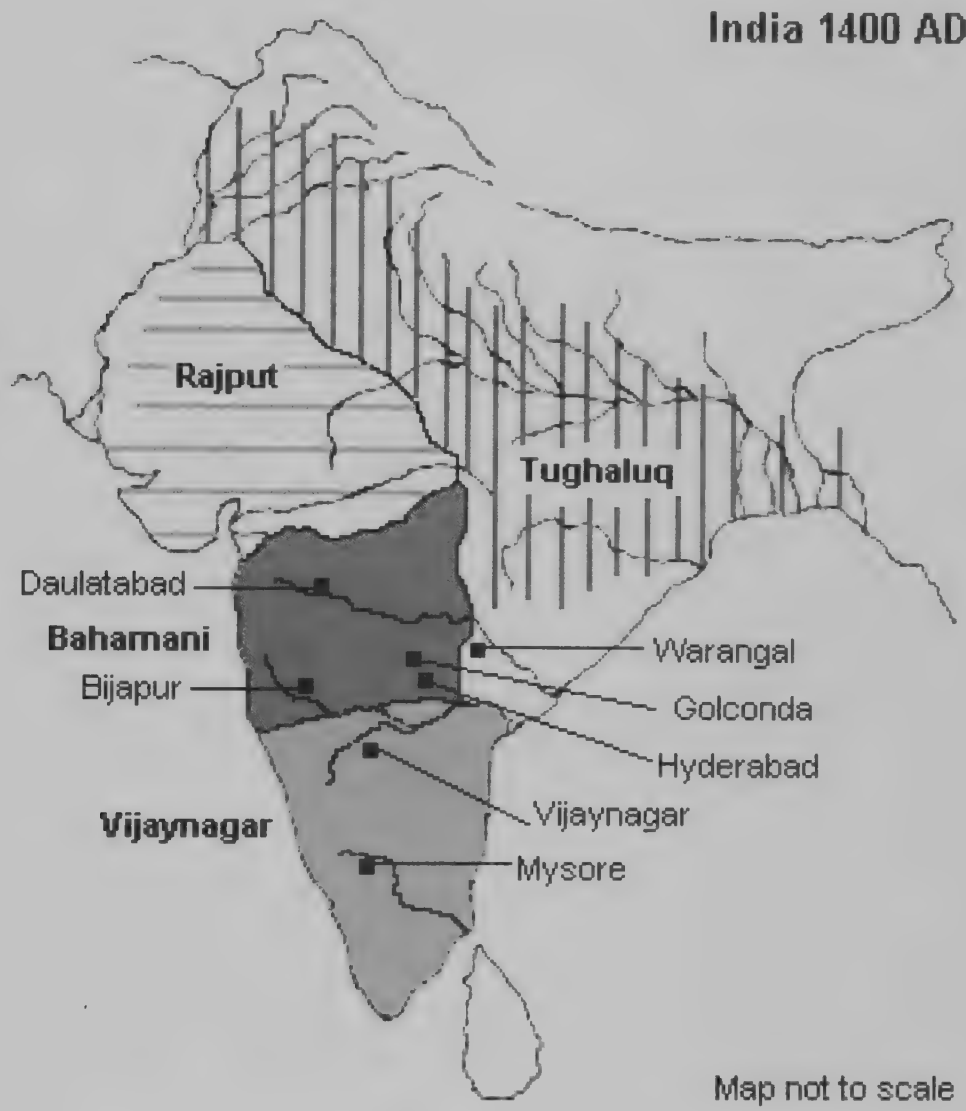 India 1400 AD
Rajput
Tughaluq
Daulatabad
Bahamani
Warangal
Bijapur
Golconda
Hyderabad
Vijaynagar
Vijaynagar
Mysore
Map not to scale